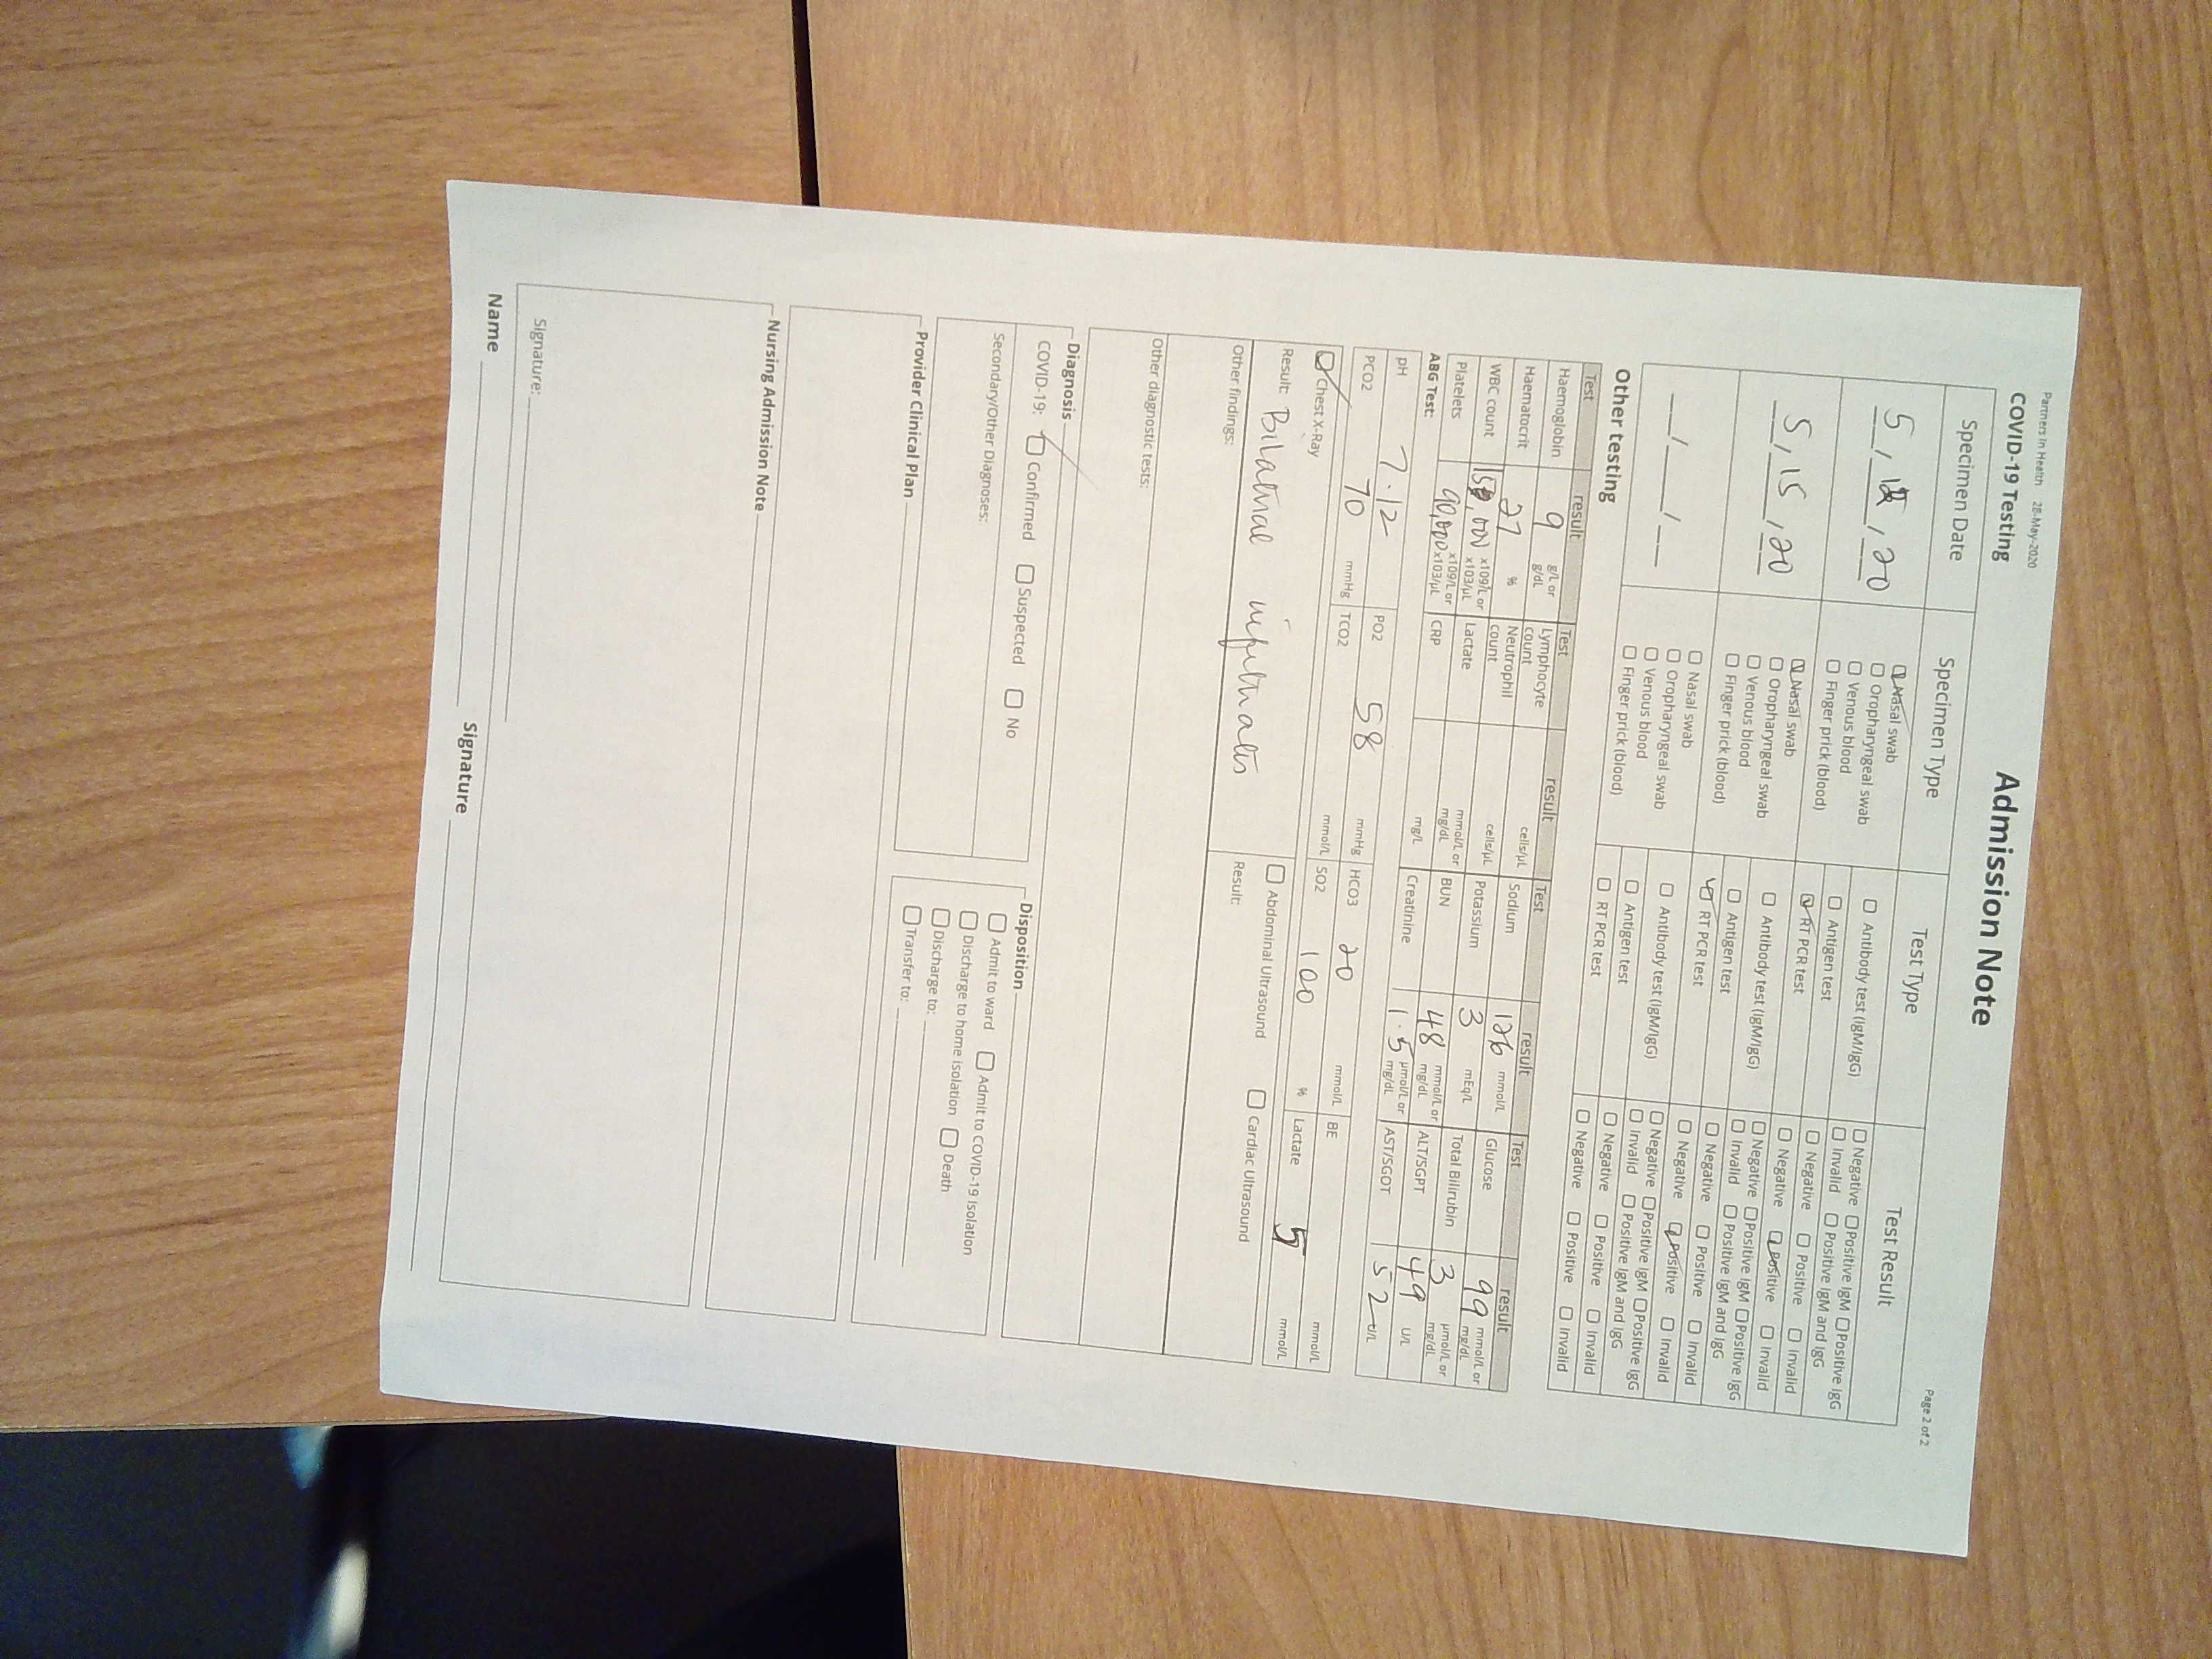 Partners In Health 28-May-2020
Page 2 of 2
Admission Note
COVID-19 Testing
Specimen Date Specimen Type Test Type Test Result
5/ /20
☑ Nasal swab
☐ Oropharyngeal swab
☐ Venous blood
☐ Finger prick (blood)
☐ Antibody test (IgM/IgG)
☐ Negative ☐ Positive IgM ☐ Positive IgG
☐ Invalid ☐ Positive IgM and IgG
☐ Antigen test
☐ Negative ☐ Positive ☐ Invalid
☑ RT PCR test
☐ Negative ☑ Positive ☐ Invalid
5/15/20
☑ Nasal swab
☐ Oropharyngeal swab
☐ Venous blood
☐ Finger prick (blood)
☐ Antibody test (IgM/IgG)
☐ Negative ☐ Positive IgM ☐ Positive IgG
☐ Invalid ☐ Positive IgM and IgG
☐ Antigen test
☐ Negative ☐ Positive ☐ Invalid
☑ RT PCR test
☐ Negative ☑ Positive ☐ Invalid
__/__/__
☐ Nasal swab
☐ Oropharyngeal swab
☐ Venous blood
☐ Finger prick (blood)
☐ Antibody test (IgM/IgG)
☐ Negative ☐ Positive IgM ☐ Positive IgG
☐ Invalid ☐ Positive IgM and IgG
☐ Antigen test
☐ Negative ☐ Positive ☐ Invalid
☐ RT PCR test
☐ Negative ☐ Positive ☐ Invalid
Other testing
Test result Test result Test result Test result
Haemoglobin 9 g/L or g/dL Lymphocyte count cells/µL Sodium 126 mmol/L Glucose 99 mmol/L or mg/dL
Haematocrit 27 % Neutrophil count cells/µL Potassium 3 mEq/L Total Bilirubin 3 µmol/L or mg/dL
WBC count x109/L or x103/µL Lactate mmol/L or mg/dL BUN 48 mmol/L or mg/dL ALT/SGPT 49 U/L
Platelets 90,000 x109/L or x103/µL CRP mg/L Creatinine 1.5 µmol/L or mg/dL AST/SGOT 52 U/L
ABG Test:
pH 7.12 PO2 58 mmHg HCO3 20 mmol/L BE mmol/L
PCO2 70 mmHg TCO2 mmol/L SO2 100 % Lactate 5 mmol/L
☑ Chest X-Ray ☐ Abdominal Ultrasound ☐ Cardiac Ultrasound
Result: Bilateral infiltrates Result:
Other findings:
Other diagnostic tests:
Diagnosis
COVID-19: ☑ Confirmed ☐ Suspected ☐ No
Secondary/Other Diagnoses:
Disposition
☐ Admit to ward ☐ Admit to COVID-19 Isolation
☐ Discharge to home isolation ☐ Death
☐ Discharge to:
☐ Transfer to:
Provider Clinical Plan
Nursing Admission Note
Signature:
Name Signature